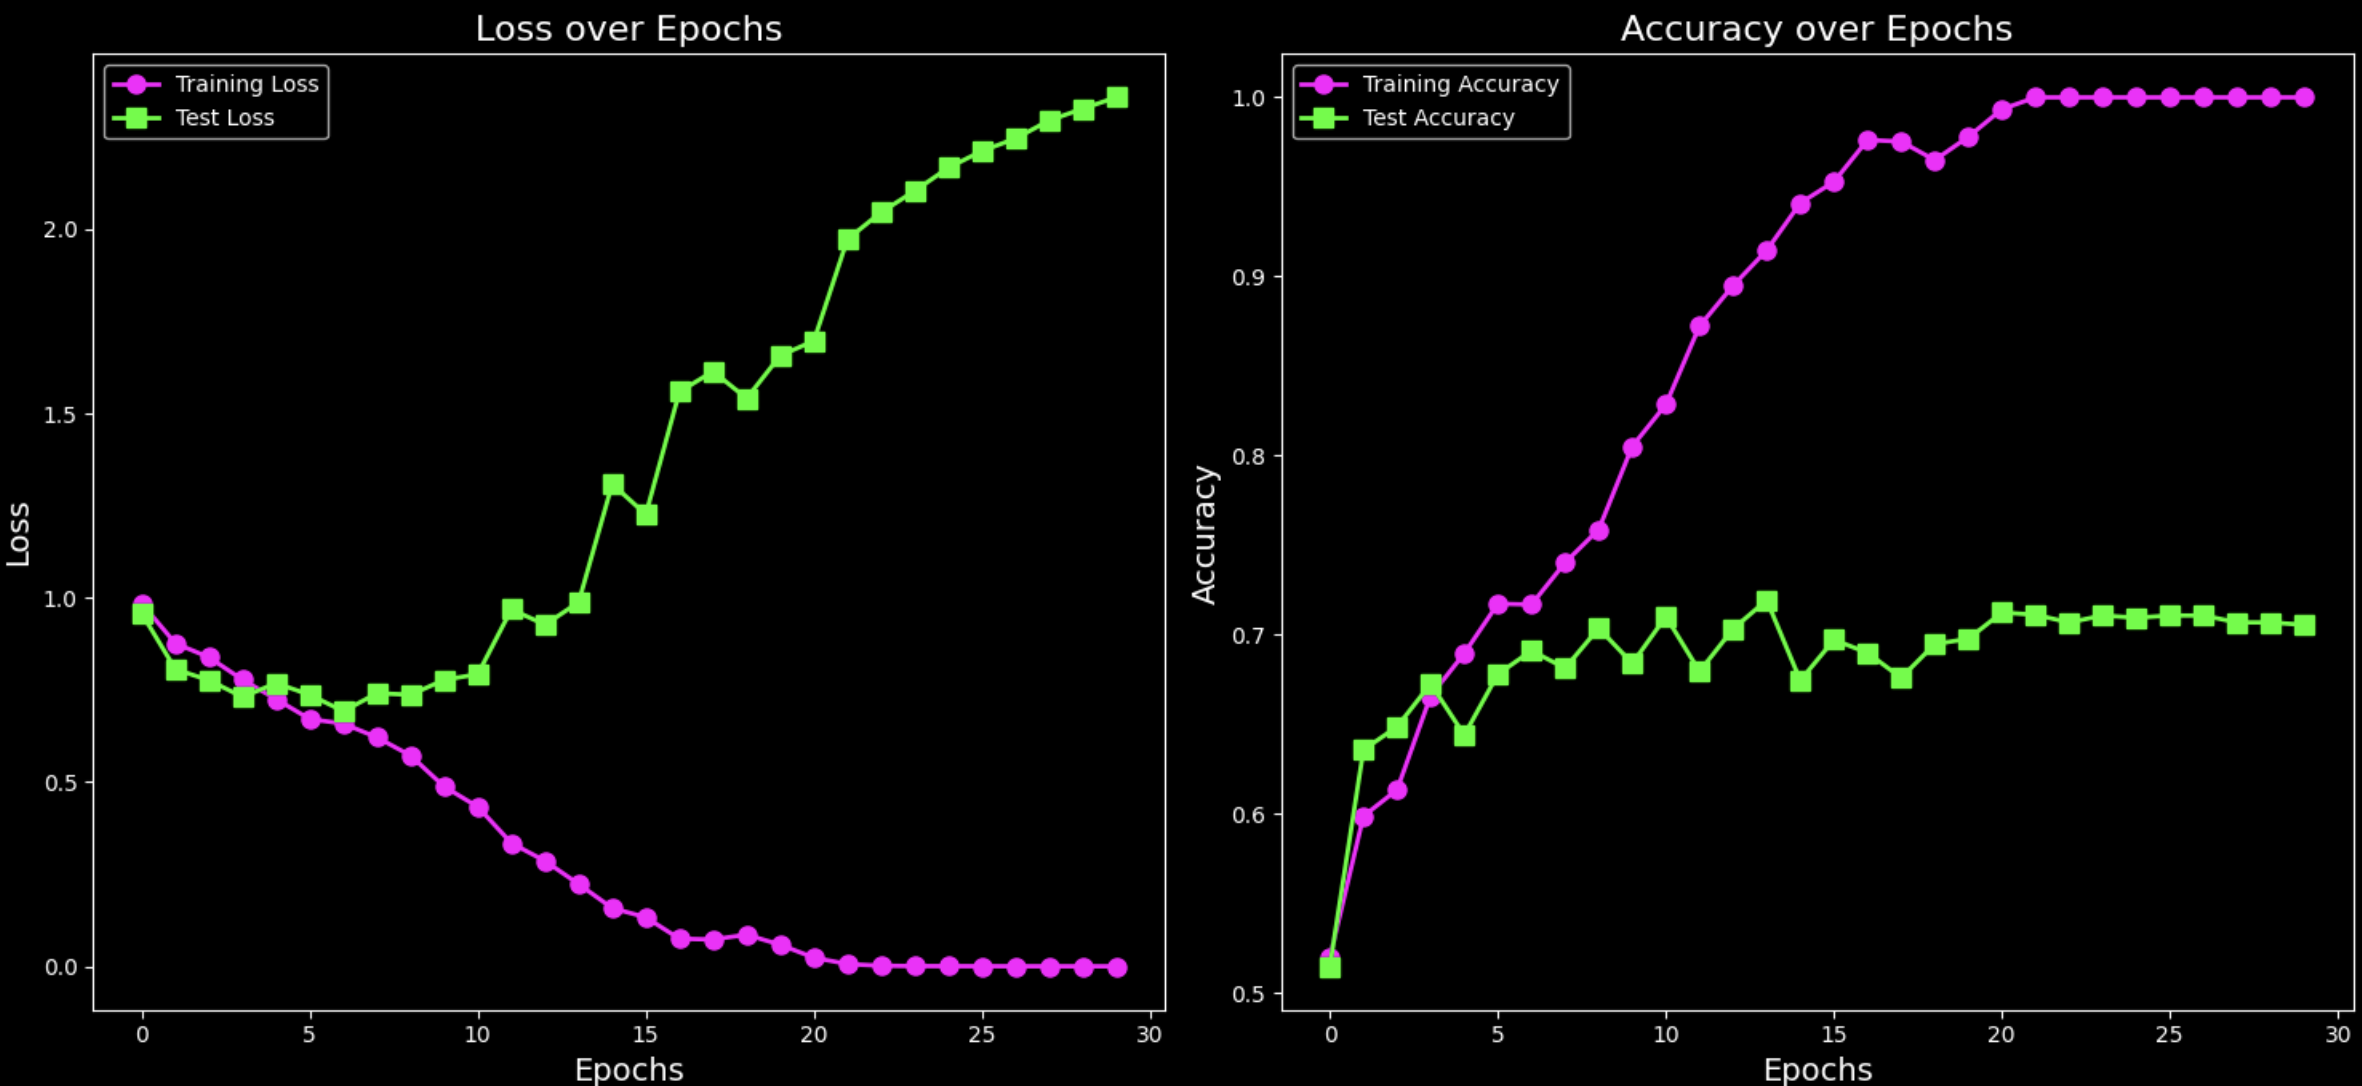 Loss over Epochs
Training Loss
Test Loss
2.0
1.5
1.0
0.5
0.0
Loss
0 5 10 15 20 25 30
Epochs
Accuracy over Epochs
Training Accuracy
Test Accuracy
1.0
0.9
0.8
0.7
0.6
0.5
Accuracy
0 5 10 15 20 25 30
Epochs